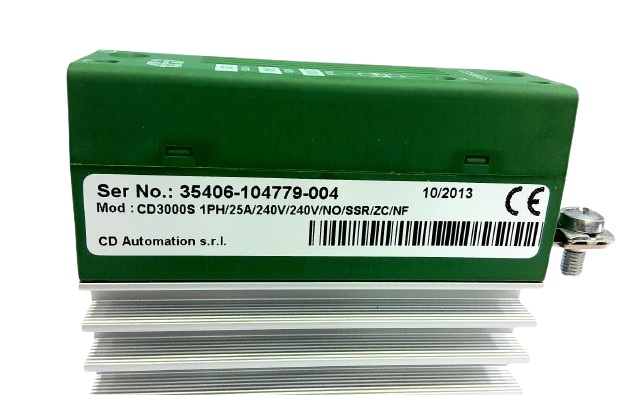 Ser No.: 35406-104779-004 10/2013
Mod : CD3000S 1PH/25A/240V/240V/NO/SSR/ZC/NF
CD Automation s.r.l.
CE